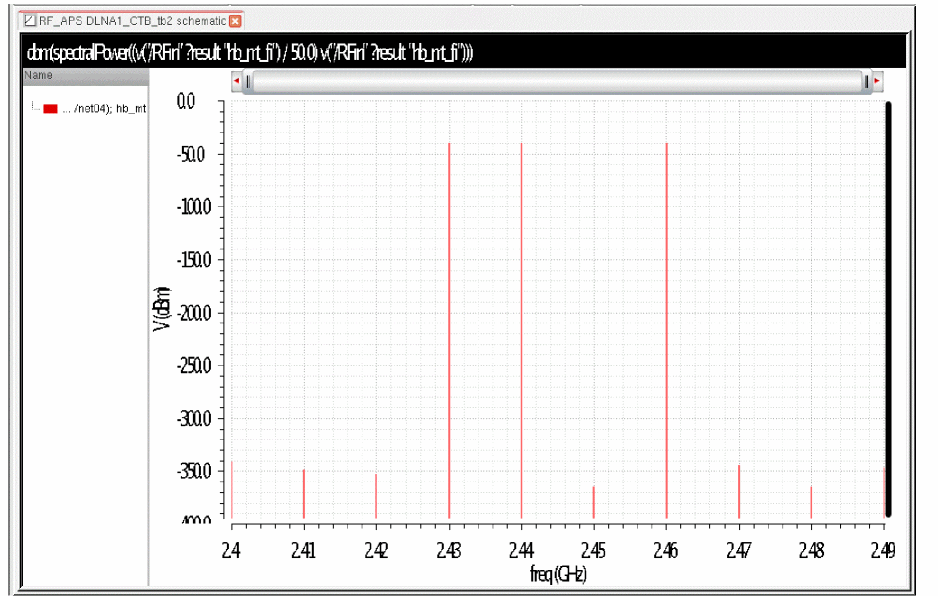 RF_APS DLNA1_CTB_tb2 schematic
dbm(spectralPower((v("/RFin" ?result "hb_mt_fi") / 50.0) v("/RFin" ?result "hb_mt_fi")))
Name
... /net04); hb_mt
0.0
-50.0
-100.0
-150.0
-200.0
-250.0
-300.0
-350.0
-400.0
V (dBm)
2.4 2.41 2.42 2.43 2.44 2.45 2.46 2.47 2.48 2.49
freq (GHz)